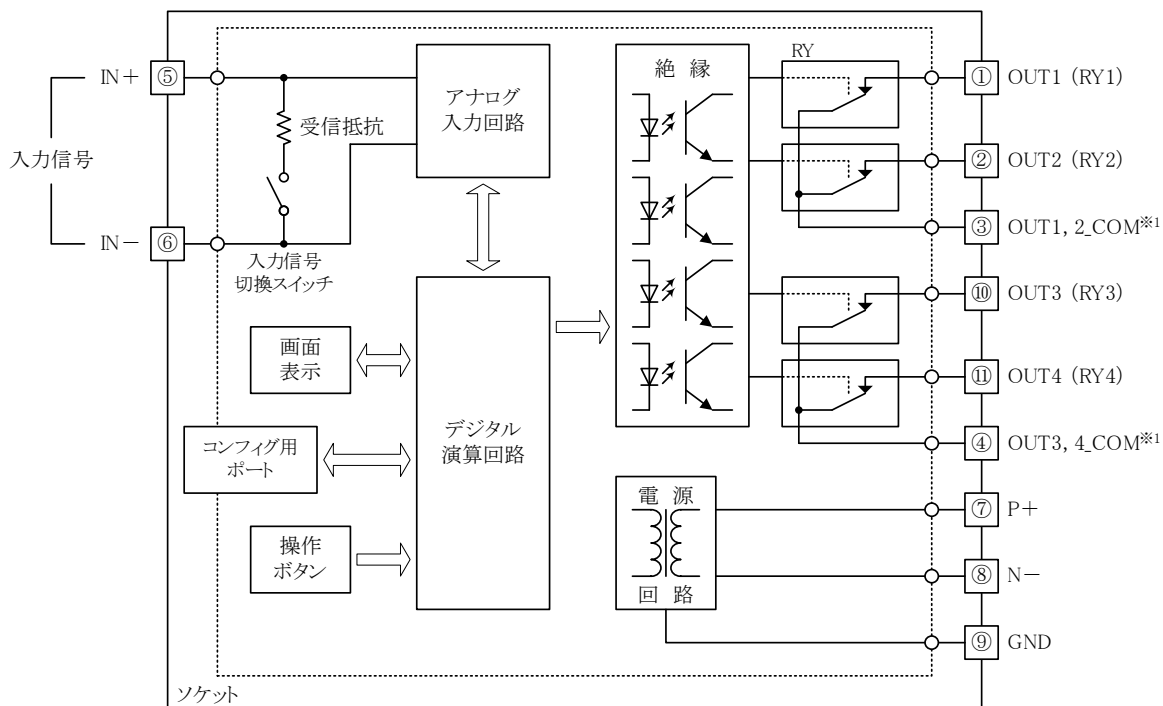 IN+
⑤
入力信号
IN−
⑥
受信抵抗
入力信号
切換スイッチ
アナログ
入力回路
画面
表示
コンフィグ用
ポート
操作
ボタン
デジタル
演算回路
絶 縁
RY
①
OUT1 (RY1)
②
OUT2 (RY2)
③
OUT1, 2_COM※1
⑩
OUT3 (RY3)
⑪
OUT4 (RY4)
④
OUT3, 4_COM※1
電 源
回 路
⑦
P+
⑧
N−
⑨
GND
ソケット